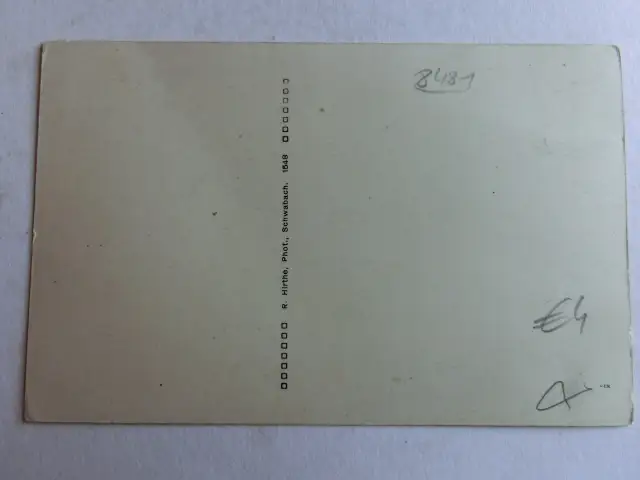 8481
R. Hirthe, Phot., Schwabach. 1648
€4